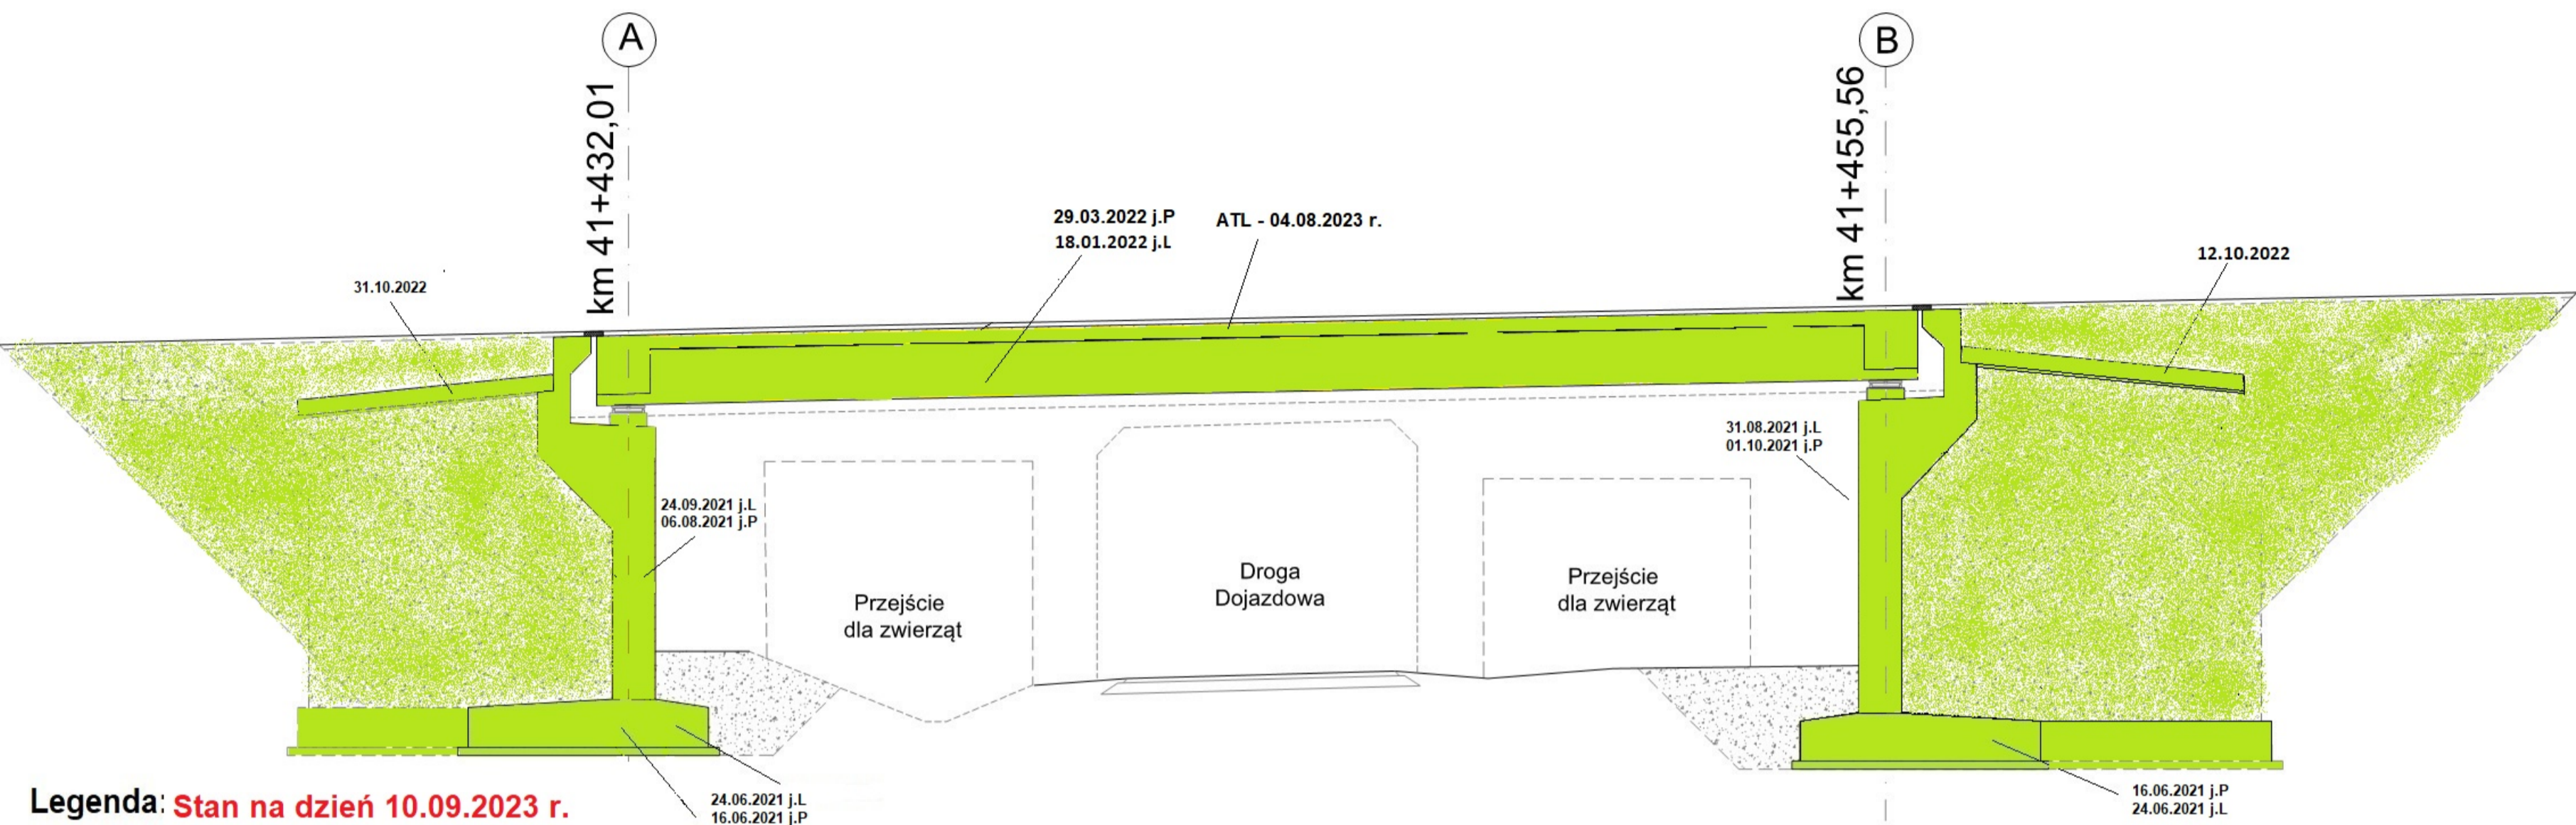 A
B
km 41+432,01
km 41+455,56
29.03.2022 j.P
18.01.2022 j.L
ATL - 04.08.2023 r.
12.10.2022
31.10.2022
31.08.2021 j.L
01.10.2021 j.P
24.09.2021 j.L
06.08.2021 j.P
Droga
Dojazdowa
Przejście
dla zwierząt
Przejście
dla zwierząt
24.06.2021 j.L
16.06.2021 j.P
16.06.2021 j.P
24.06.2021 j.L
Legenda: Stan na dzień 10.09.2023 r.